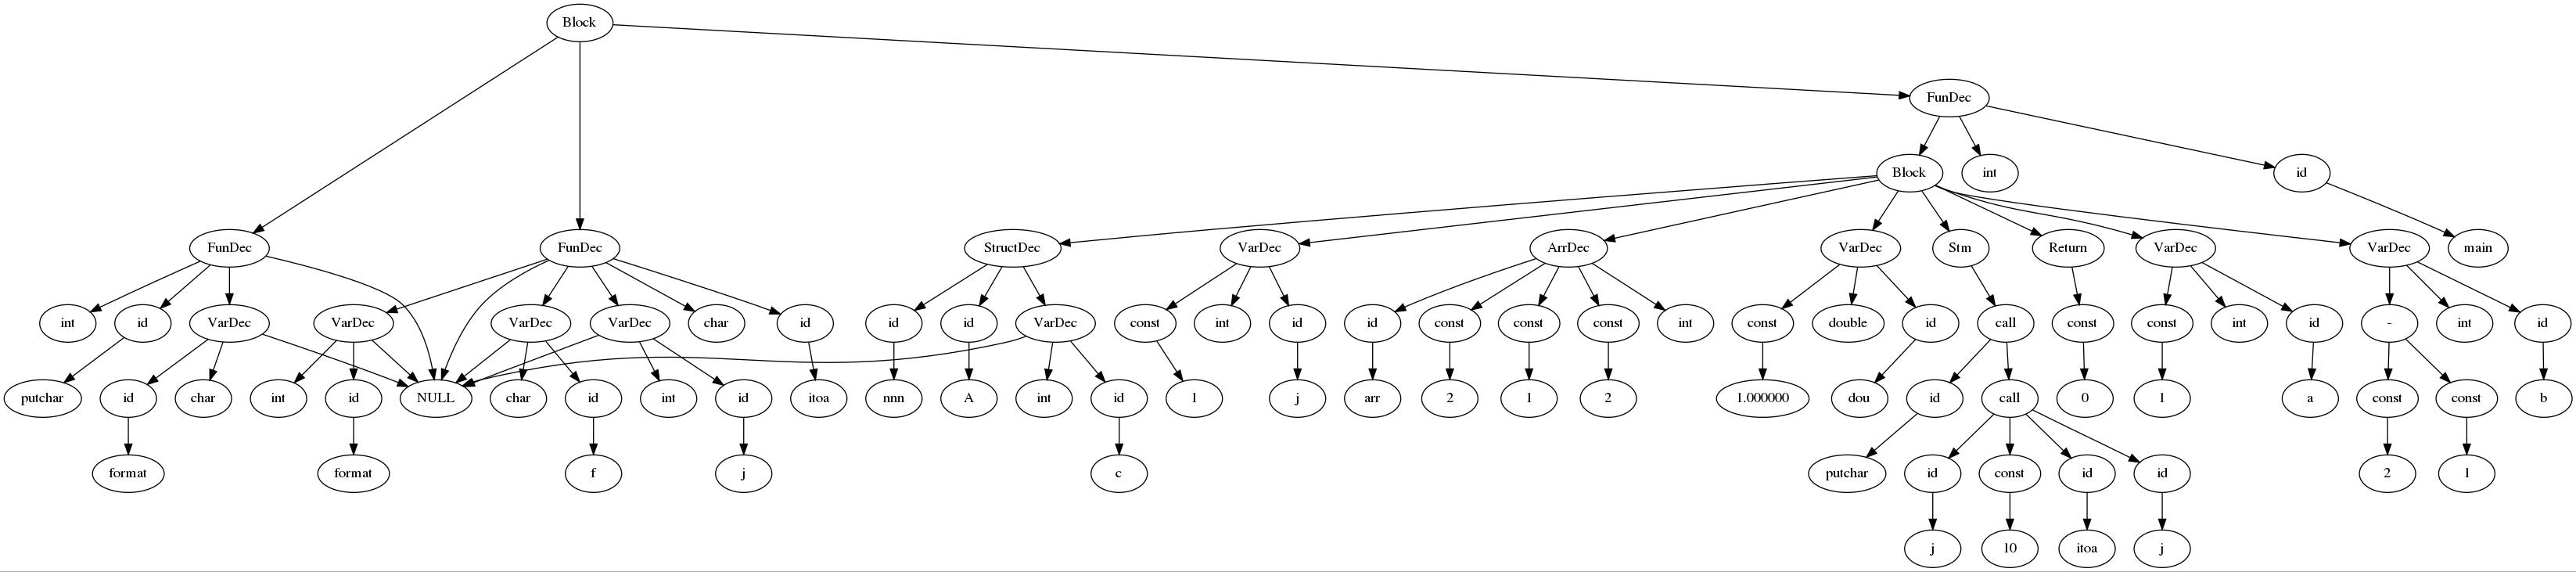 Block
FunDec
Block int id
FunDec FunDec StructDec VarDec ArrDec VarDec Stm Return VarDec VarDec main
int id VarDec VarDec VarDec VarDec char id id id VarDec const int id id const const const int const double id call const const int id - int id
putchar id char int id NULL char id int id itoa nnn A int id 1 j arr 2 1 2 1.000000 dou id call 0 1 a const const b
format format f j c putchar id const id id 2 1
j 10 itoa j